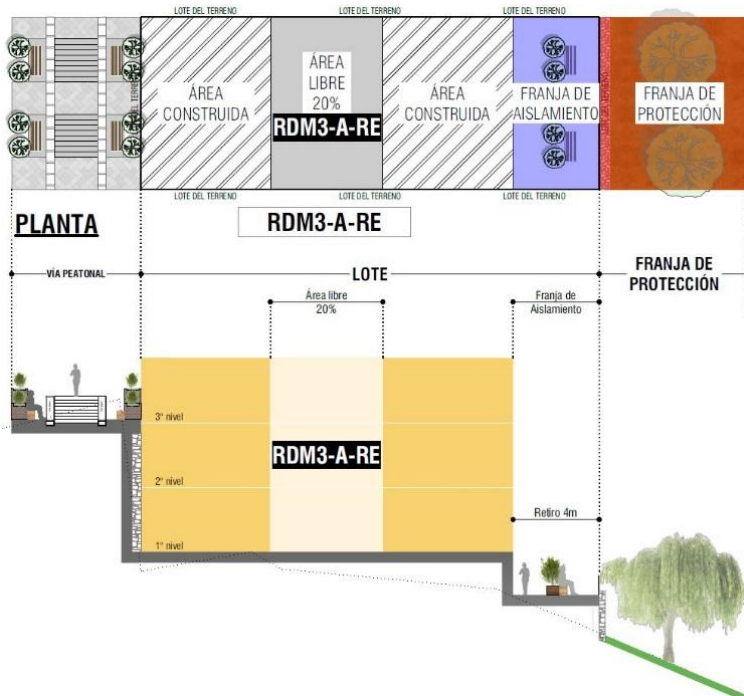 LOTE DEL TERRENO
LOTE DEL TERRENO
LOTE DEL TERRENO
ÁREA
CONSTRUIDA
ÁREA
LIBRE
20%
RDM3-A-RE
ÁREA
CONSTRUIDA
FRANJA DE
AISLAMIENTO
FRANJA DE
PROTECCIÓN
LOTE DEL TERRENO
LOTE DEL TERRENO
LOTE DEL TERRENO
PLANTA
RDM3-A-RE
VÍA PEATONAL
LOTE
FRANJA DE
PROTECCIÓN
Área libre
20%
Franja de
Aislamiento
3° nivel
RDM3-A-RE
2° nivel
Retiro 4m
1° nivel